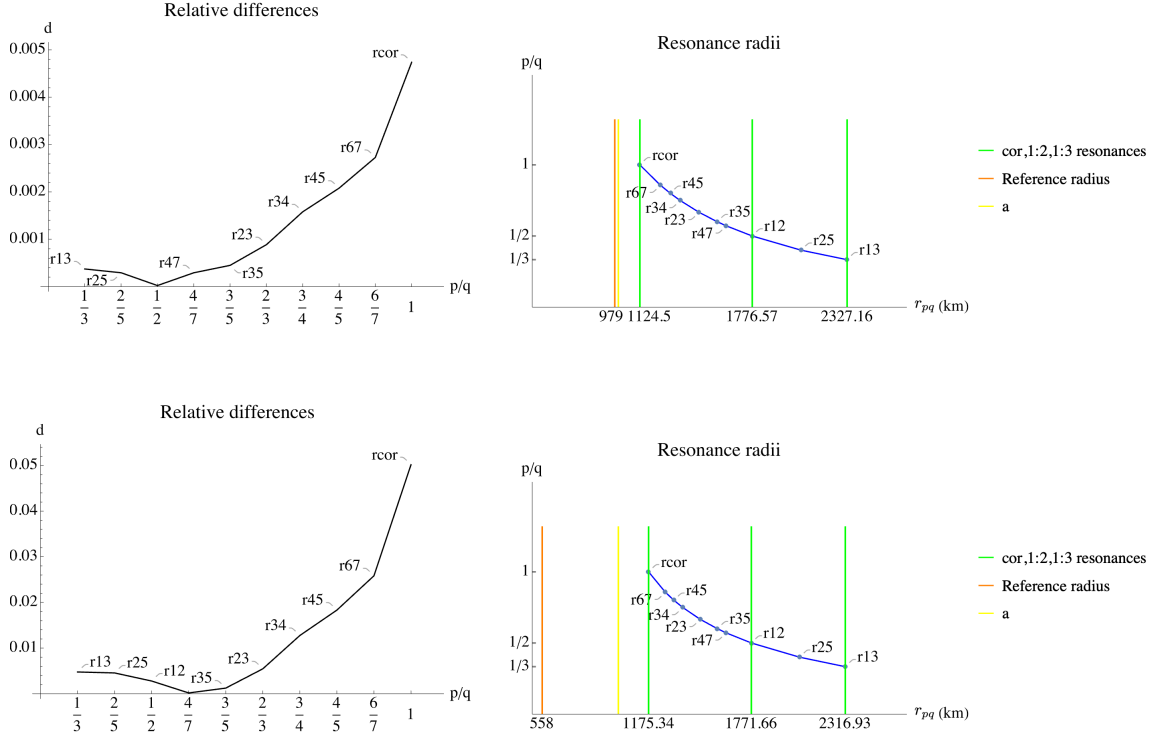 Relative differences
d
0.005
0.004
0.003
0.002
0.001
rcor
r67
r45
r34
r23
r35
r47
r13
r25
p/q
1/3 2/5 1/2 4/7 3/5 2/3 3/4 4/5 6/7 1
Resonance radii
p/q
1
1/2
1/3
rcor
r67
r45
r34
r23
r35
r47
r12
r25
r13
979 1124.5 1776.57 2327.16
r_pq (km)
cor,1:2,1:3 resonances
Reference radius
a
Relative differences
d
0.05
0.04
0.03
0.02
0.01
rcor
r67
r45
r34
r23
r35
r12
r25
r13
p/q
1/3 2/5 1/2 4/7 3/5 2/3 3/4 4/5 6/7 1
Resonance radii
p/q
1
1/2
1/3
rcor
r67
r45
r34
r23
r35
r47
r12
r25
r13
558 1175.34 1771.66 2316.93
r_pq (km)
cor,1:2,1:3 resonances
Reference radius
a